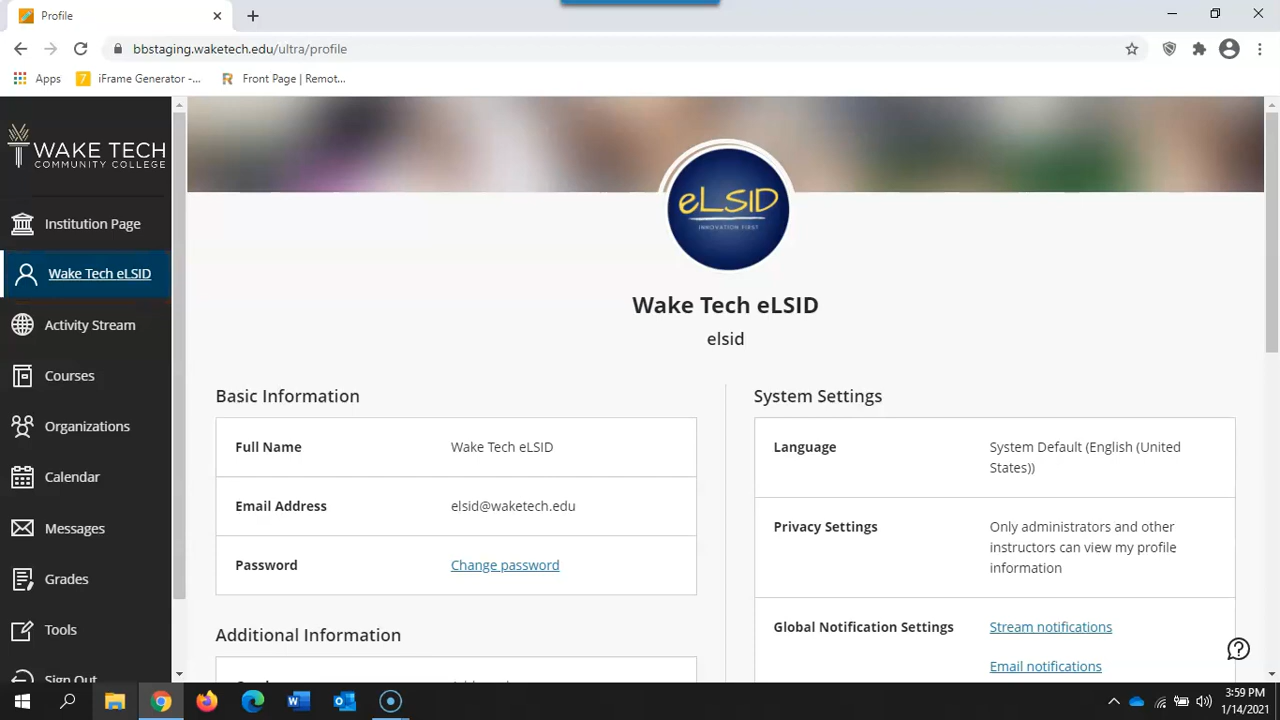 Profile
bbstaging.waketech.edu/ultra/profile
Apps
7 iFrame Generator -...
R Front Page | Remot...
WAKE TECH
COMMUNITY COLLEGE
Institution Page
Wake Tech eLSID
Activity Stream
Courses
Organizations
Calendar
Messages
Grades
Tools
Sign Out
eLSID
INNOVATION FIRST
Wake Tech eLSID
elsid
Basic Information
Full Name Wake Tech eLSID
Email Address elsid@waketech.edu
Password Change password
Additional Information
System Settings
Language System Default (English (United
States))
Privacy Settings Only administrators and other
instructors can view my profile
information
Global Notification Settings Stream notifications
Email notifications
3:59 PM
1/14/2021